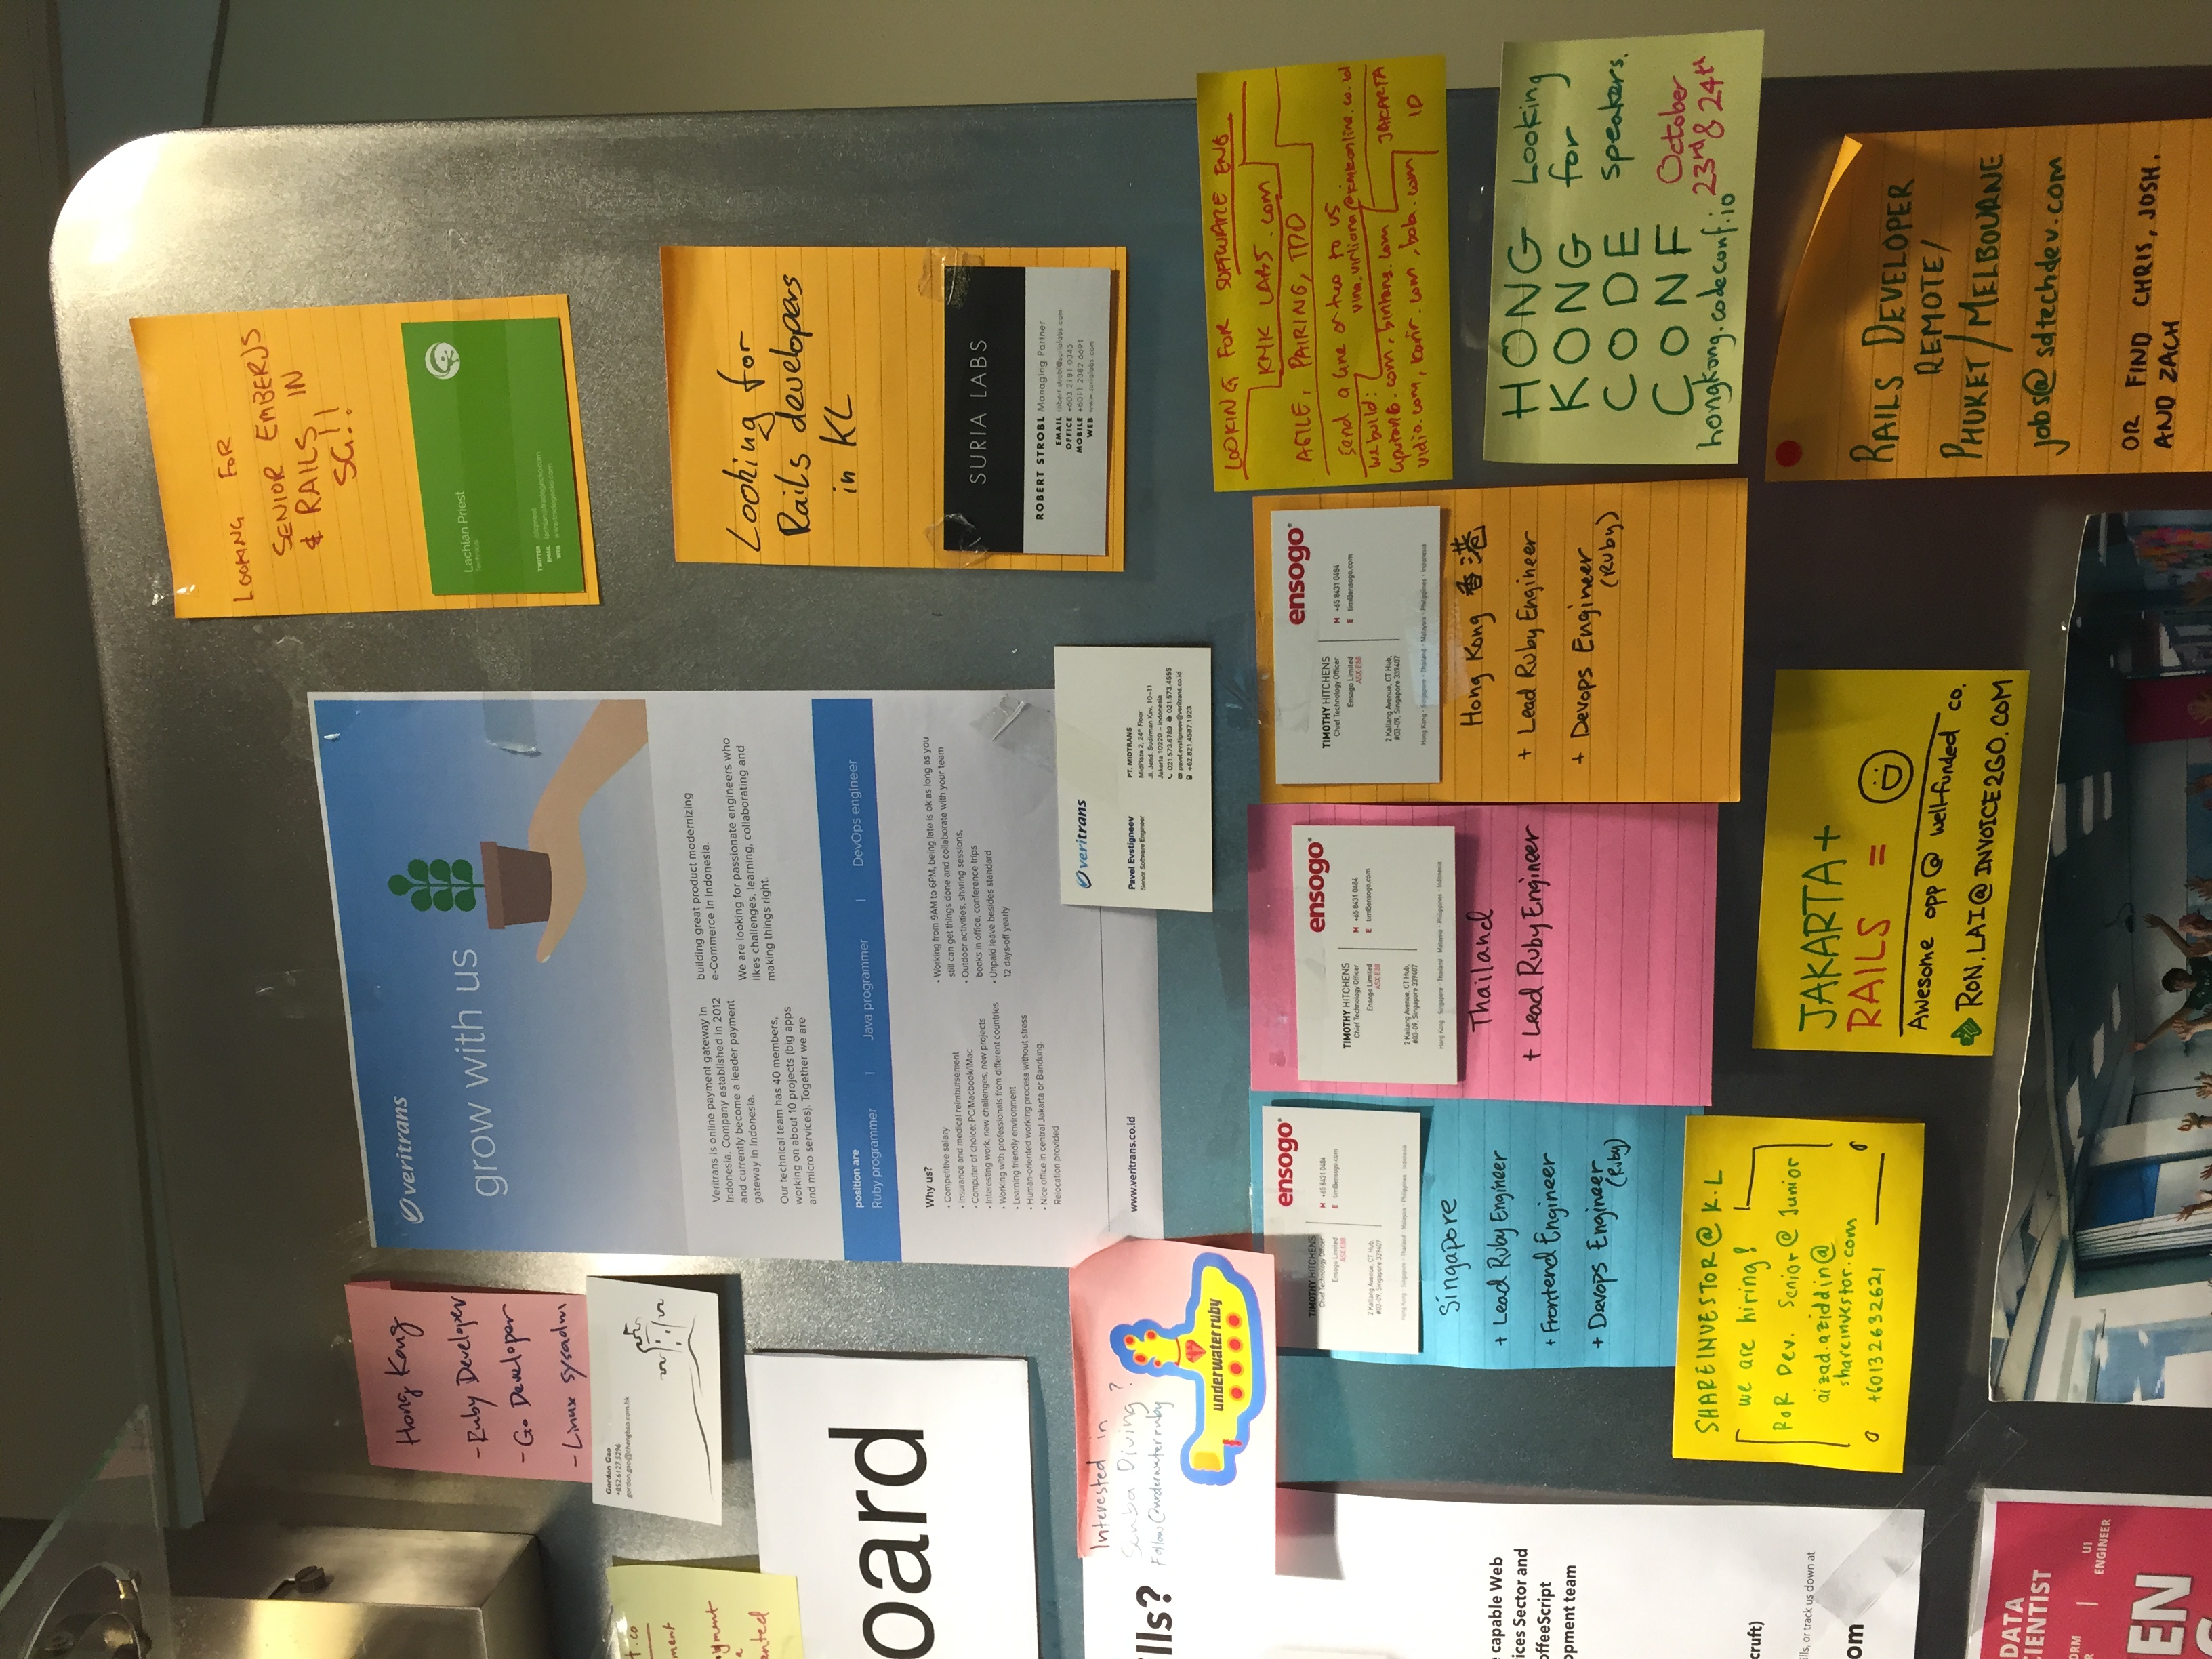 LOOKING FOR
SENIOR EMBERJS
& RAILS IN
SG!!
Lachlan Priest
Technical
TWITTER
EMAIL lachlan@tradegecko.com
WEB www.tradegecko.com
Hong Kong
- Ruby Developer
- Go Developer
- Linux sysadm
Gordon Gao
+852.6127.5296
gordon.gao@chengbao.com.hk
t.co
anted
oard
veritrans
grow with us
Veritrans is online payment gateway in
Indonesia. Company established in 2012
and currently become a leader payment
gateway in Indonesia.
Our technical team has 40 members,
working on about 10 projects (big apps
and micro services). Together we are
building great product modernizing
e-Commerce in Indonesia.
We are looking for passionate engineers who
likes challenges, learning, collaborating and
making things right.
position are
Ruby programmer | Java programmer | DevOps engineer
Why us?
• Competitive salary
• Insurance and medical reimbursement
• Computer of choice: PC/Macbook/iMac
• Interesting work, new challenges, new projects
• Working with professionals from different countries
• Learning friendly environment
• Human-oriented working process without stress
• Nice office in central Jakarta or Bandung.
Relocation provided
• Working from 9AM to 6PM, being late is ok as long as you
still can get things done and collaborate with your team
• Outdoor activities, sharing sessions,
books in office, conference trips
• Unpaid leave besides standard
12 days-off yearly
www.veritrans.co.id
veritrans
Pavel Evstigneev
Senior Software Engineer
PT. MIDTRANS
MidPlaza 2, 24th Floor
Jl. Jend. Sudirman Kav. 10-11
Jakarta 10220 - Indonesia
021.573.6789 021.573.4555
pavel.evstigneev@veritrans.co.id
+62.821.4587.1923
Looking for
Rails developers
in KL
SURIA LABS
ROBERT STROBL Managing Partner
EMAIL robert.strobl@surialabs.com
OFFICE +603 2181 0345
MOBILE +6011 2382 6691
WEB www.surialabs.com
Interested in
Scuba Diving?
Follow @underwaterruby
underwater ruby
lls?
e capable Web
ices Sector and
offeeScript
opment team
cruft)
ills, or track us down at
om
ensogo
TIMOTHY HITCHENS
Chief Technology Officer
Ensogo Limited
ASX:E88
M +65 8431 0484
E tim@ensogo.com
2 Kallang Avenue, CT Hub,
#03-09, Singapore 339407
Hong Kong · Singapore · Thailand · Malaysia · Philippines · Indonesia
Singapore
+ Lead Ruby Engineer
+ Frontend Engineer
+ Devops Engineer
(Ruby)
ensogo
TIMOTHY HITCHENS
Chief Technology Officer
Ensogo Limited
ASX:E88
M +65 8431 0484
E tim@ensogo.com
2 Kallang Avenue, CT Hub,
#03-09, Singapore 339407
Hong Kong · Singapore · Thailand · Malaysia · Philippines · Indonesia
Thailand
+ Lead Ruby Engineer
ensogo
TIMOTHY HITCHENS
Chief Technology Officer
Ensogo Limited
ASX:E88
M +65 8431 0484
E tim@ensogo.com
2 Kallang Avenue, CT Hub,
#03-09, Singapore 339407
Hong Kong · Singapore · Thailand · Malaysia · Philippines · Indonesia
Hong Kong 香港
+ Lead Ruby Engineer
+ Devops Engineer
(Ruby)
LOOKING FOR SOFTWARE ENG
KMK LABS.com
AGILE, PAIRING, TDD
Send a line or two to us
vina.virliana@kmkonline.co.id
we build:
liputan6.com, bintang.com
vidio.com, karir.com, bola.com
JAKARTA
ID
HONG
KONG
CODE
CONF
Looking
for
speakers.
October
23rd & 24th
hongkong.codeconf.io
SHAREINVESTOR @ K.L
we are hiring!
RoR Dev. Senior @ Junior
aizad.aziddin@
shareinvestor.com
+60132632621
JAKARTA +
RAILS =
Awesome opp @ well-funded co.
RON.LAI@INVOICE2GO.COM
RAILS DEVELOPER
REMOTE/
PHUKET/MELBOURNE
jobs@sdtechdev.com
OR FIND CHRIS, JOSH.
AND ZACH
DATA
CIENTIST
ORM
R
| UI
ENGINEER
EN